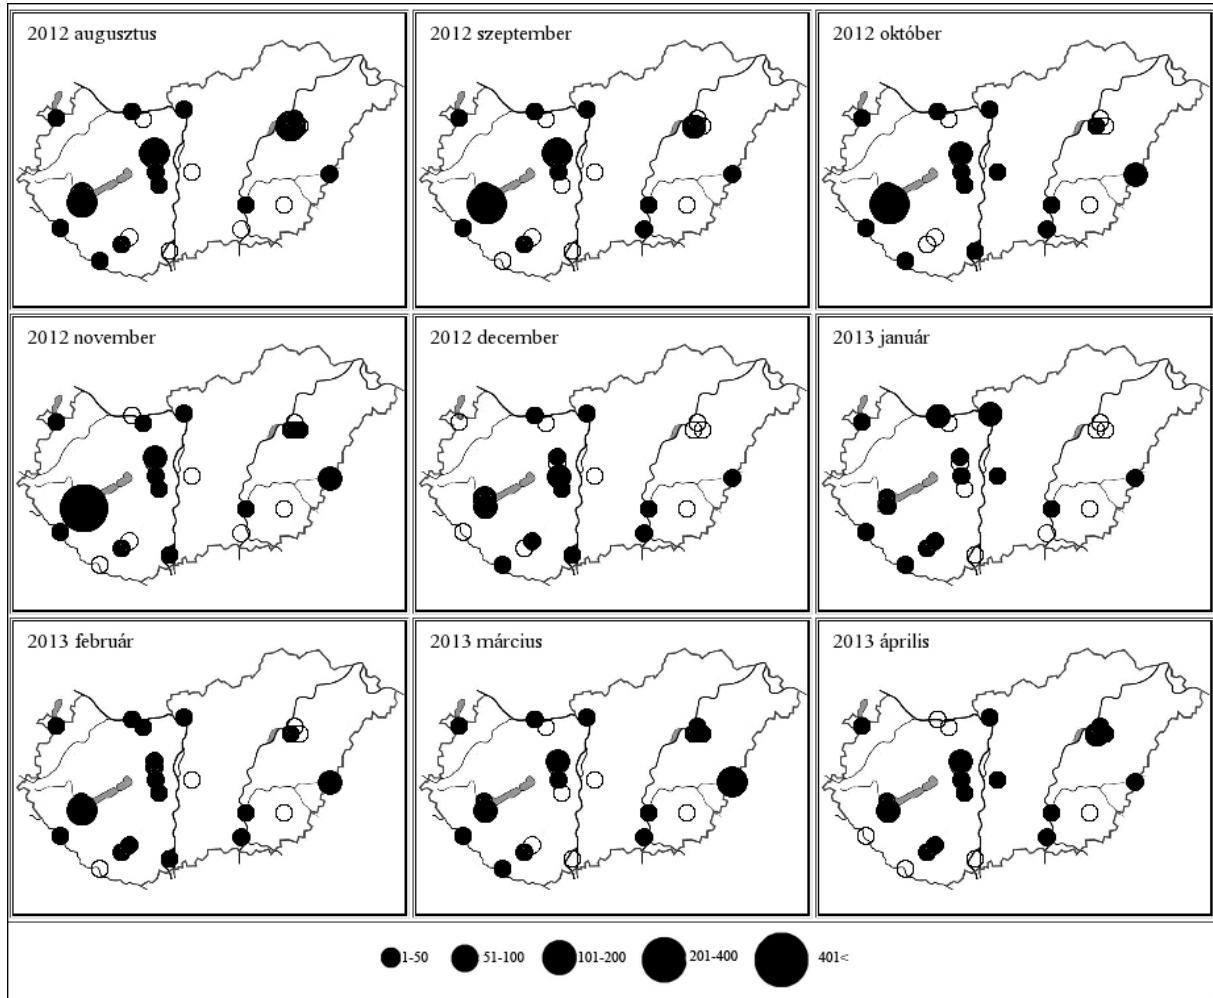 2012 augusztus
2012 szeptember
2012 október
2012 november
2012 december
2013 január
2013 február
2013 március
2013 április
1-50
51-100
101-200
201-400
401<